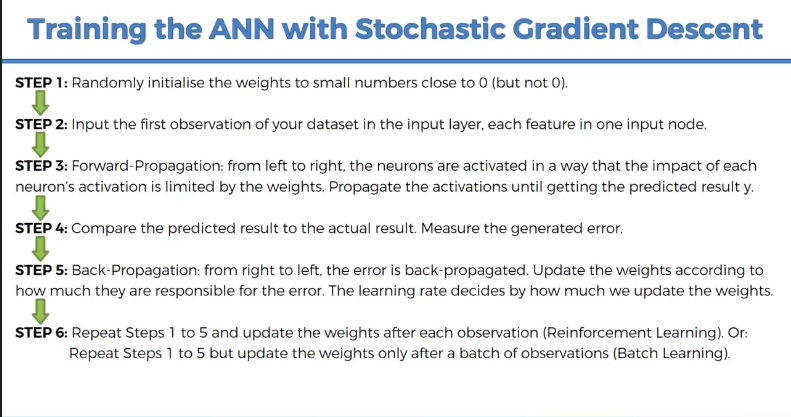 Training the ANN with Stochastic Gradient Descent
STEP 1: Randomly initialise the weights to small numbers close to 0 (but not 0).
STEP 2: Input the first observation of your dataset in the input layer, each feature in one input node.
STEP 3: Forward-Propagation: from left to right, the neurons are activated in a way that the impact of each
neuron's activation is limited by the weights. Propagate the activations until getting the predicted result y.
STEP 4: Compare the predicted result to the actual result. Measure the generated error.
STEP 5: Back-Propagation: from right to left, the error is back-propagated. Update the weights according to
how much they are responsible for the error. The learning rate decides by how much we update the weights.
STEP 6: Repeat Steps 1 to 5 and update the weights after each observation (Reinforcement Learning). Or:
Repeat Steps 1 to 5 but update the weights only after a batch of observations (Batch Learning).